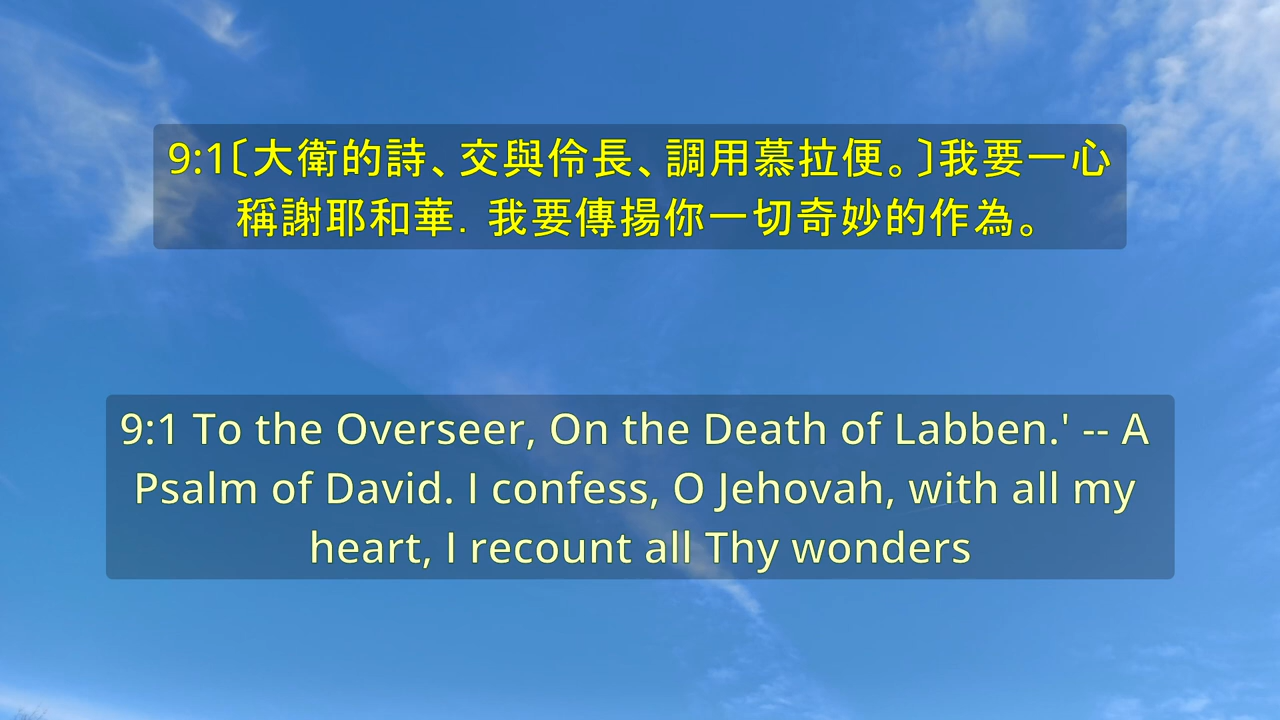 9:1〔大衛的詩、交與伶長、調用慕拉便。〕我要一心
稱謝耶和華．我要傳揚你一切奇妙的作為。
9:1 To the Overseer, On the Death of Labben.' -- A
Psalm of David. I confess, O Jehovah, with all my
heart, I recount all Thy wonders